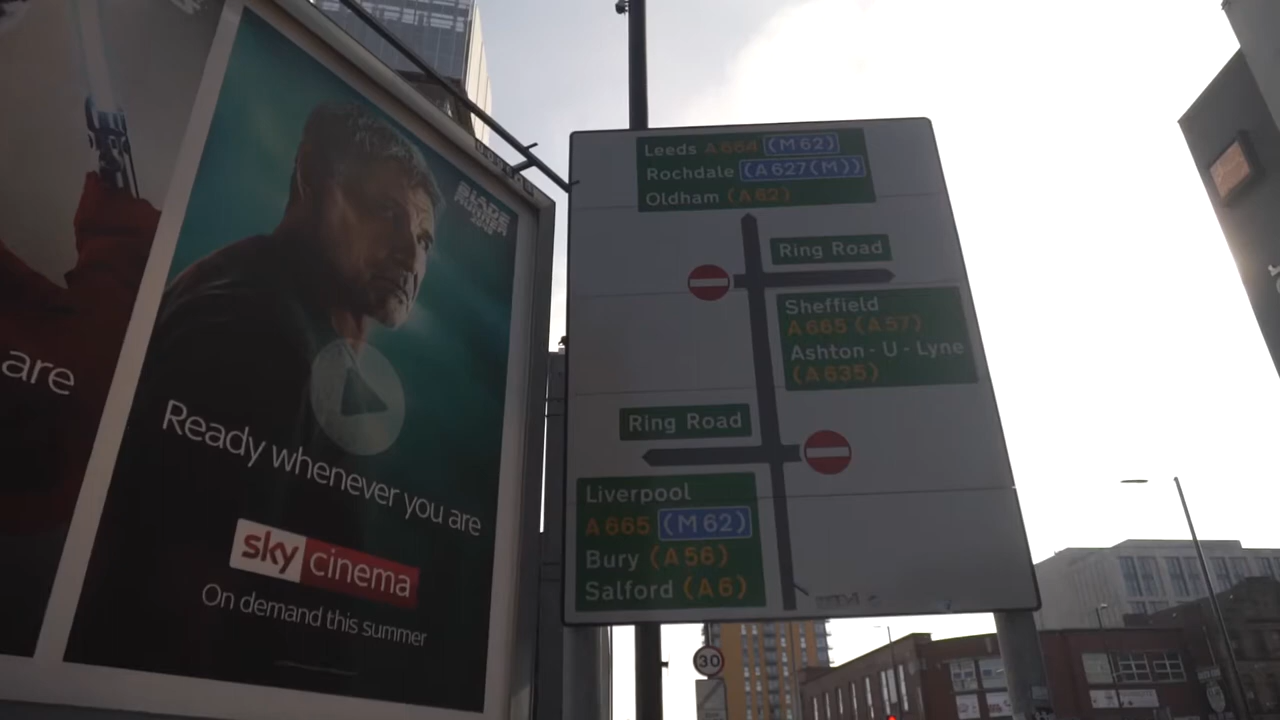 are
BLADE
RUNNER
2049
Ready whenever you are
sky cinema
On demand this summer
Leeds A664 (M62)
Rochdale (A627(M))
Oldham (A62)
Ring Road
Sheffield
A665 (A57)
Ashton - U - Lyne
(A635)
Ring Road
Liverpool
A665 (M62)
Bury (A56)
Salford (A6)
30